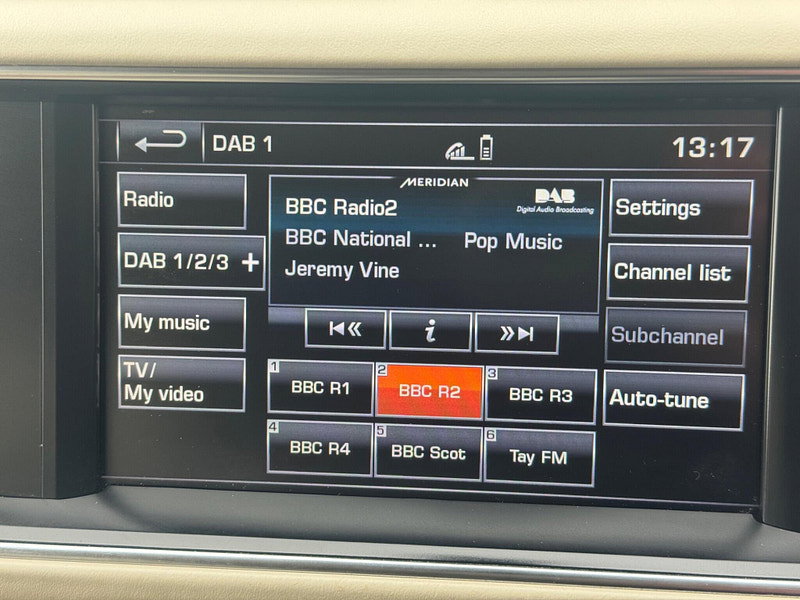 DAB 1
13:17
Radio
DAB 1/2/3 +
My music
TV/
My video
MERIDIAN
DAB
Digital Audio Broadcasting
BBC Radio2
BBC National ... Pop Music
Jeremy Vine
i
Settings
Channel list
Subchannel
Auto-tune
1 BBC R1
2 BBC R2
3 BBC R3
4 BBC R4
5 BBC Scot
6 Tay FM